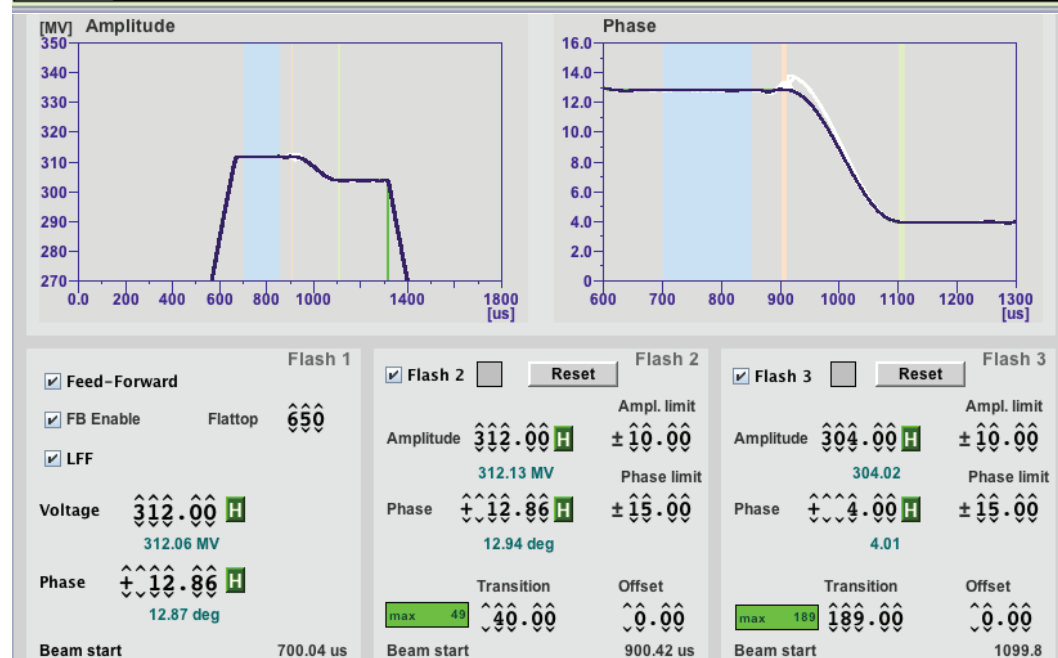 [MV] Amplitude
350
340
330
320
310
300
290
280
270
0.0 200 400 600 800 1000 1400 1800
[us]
Phase
16.0
14.0
12.0
10.0
8.0
6.0
4.0
2.0
0
600 700 800 900 1000 1100 1200 1300
[us]
Flash 1
Feed-Forward
FB Enable Flattop 650
LFF
Voltage 312.00 H
312.06 MV
Phase + 12.86 H
12.87 deg
Beam start 700.04 us
Flash 2
Flash 2 Reset
Ampl. limit
Amplitude 312.00 H ± 10.00
312.13 MV Phase limit
Phase + 12.86 H ± 15.00
12.94 deg
Transition Offset
max 49 40.00 0.00
Beam start 900.42 us
Flash 3
Flash 3 Reset
Ampl. limit
Amplitude 304.00 H ± 10.00
304.02 Phase limit
Phase + 4.00 H ± 15.00
4.01
Transition Offset
max 189 189.00 0.00
Beam start 1099.8